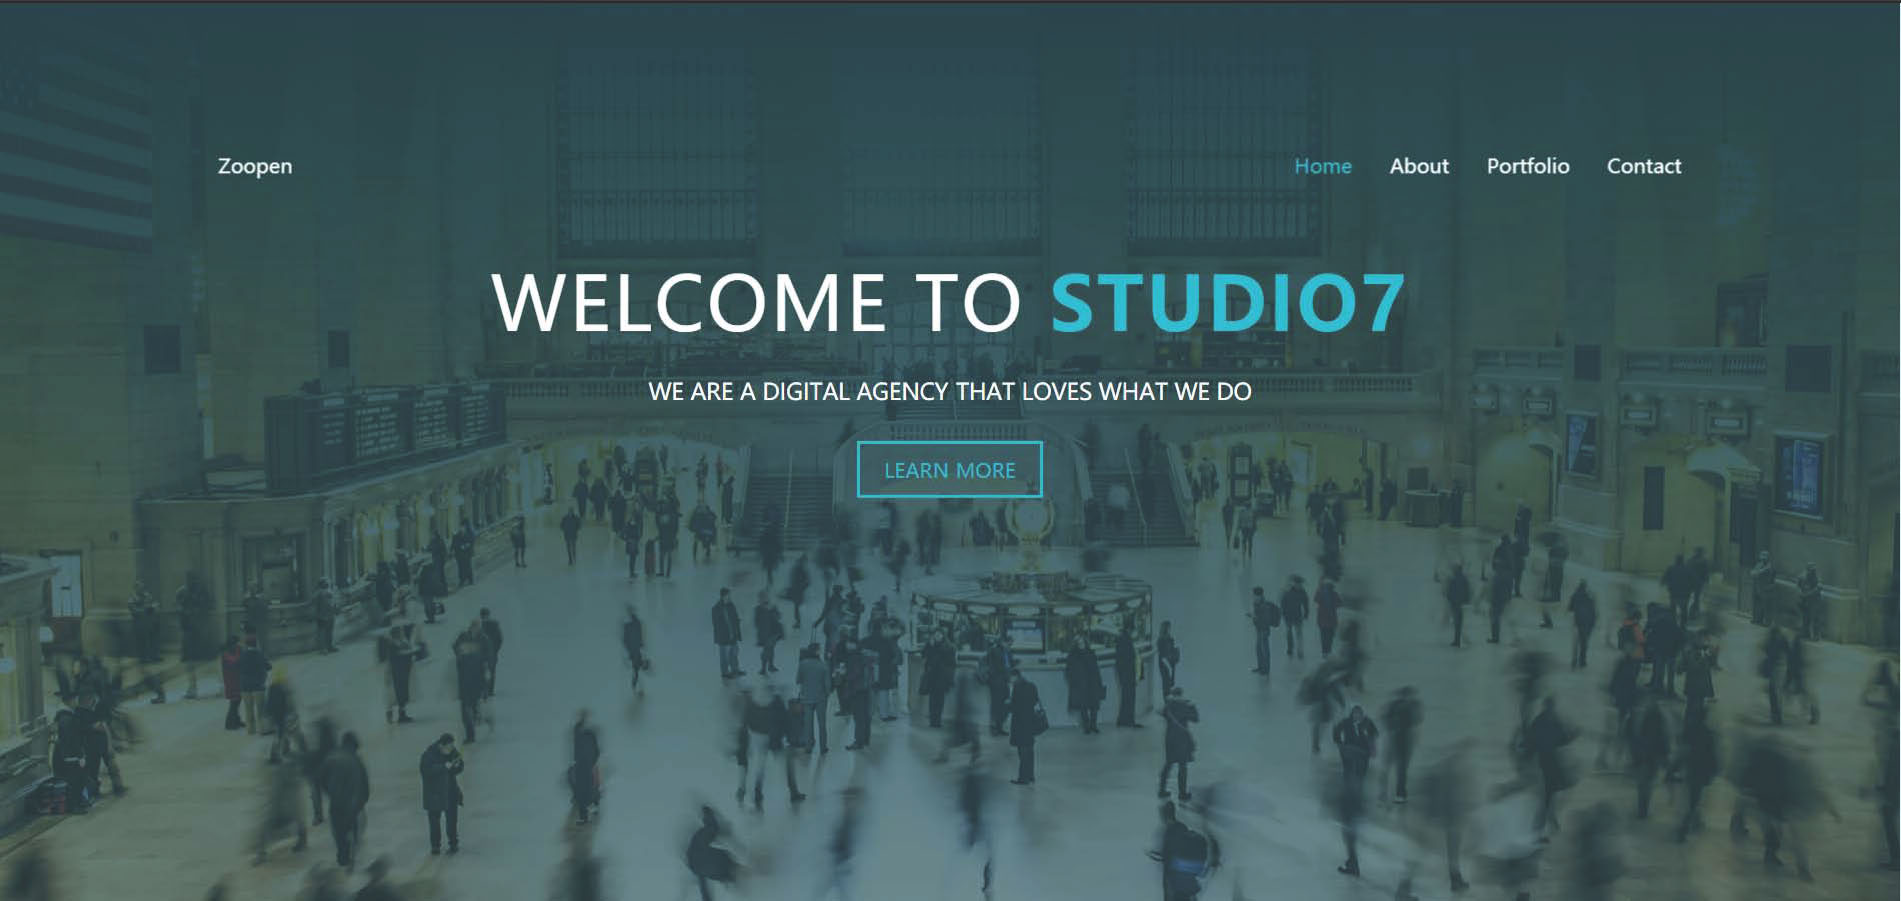 Zoopen
Home About Portfolio Contact
WELCOME TO STUDIO7
WE ARE A DIGITAL AGENCY THAT LOVES WHAT WE DO
LEARN MORE